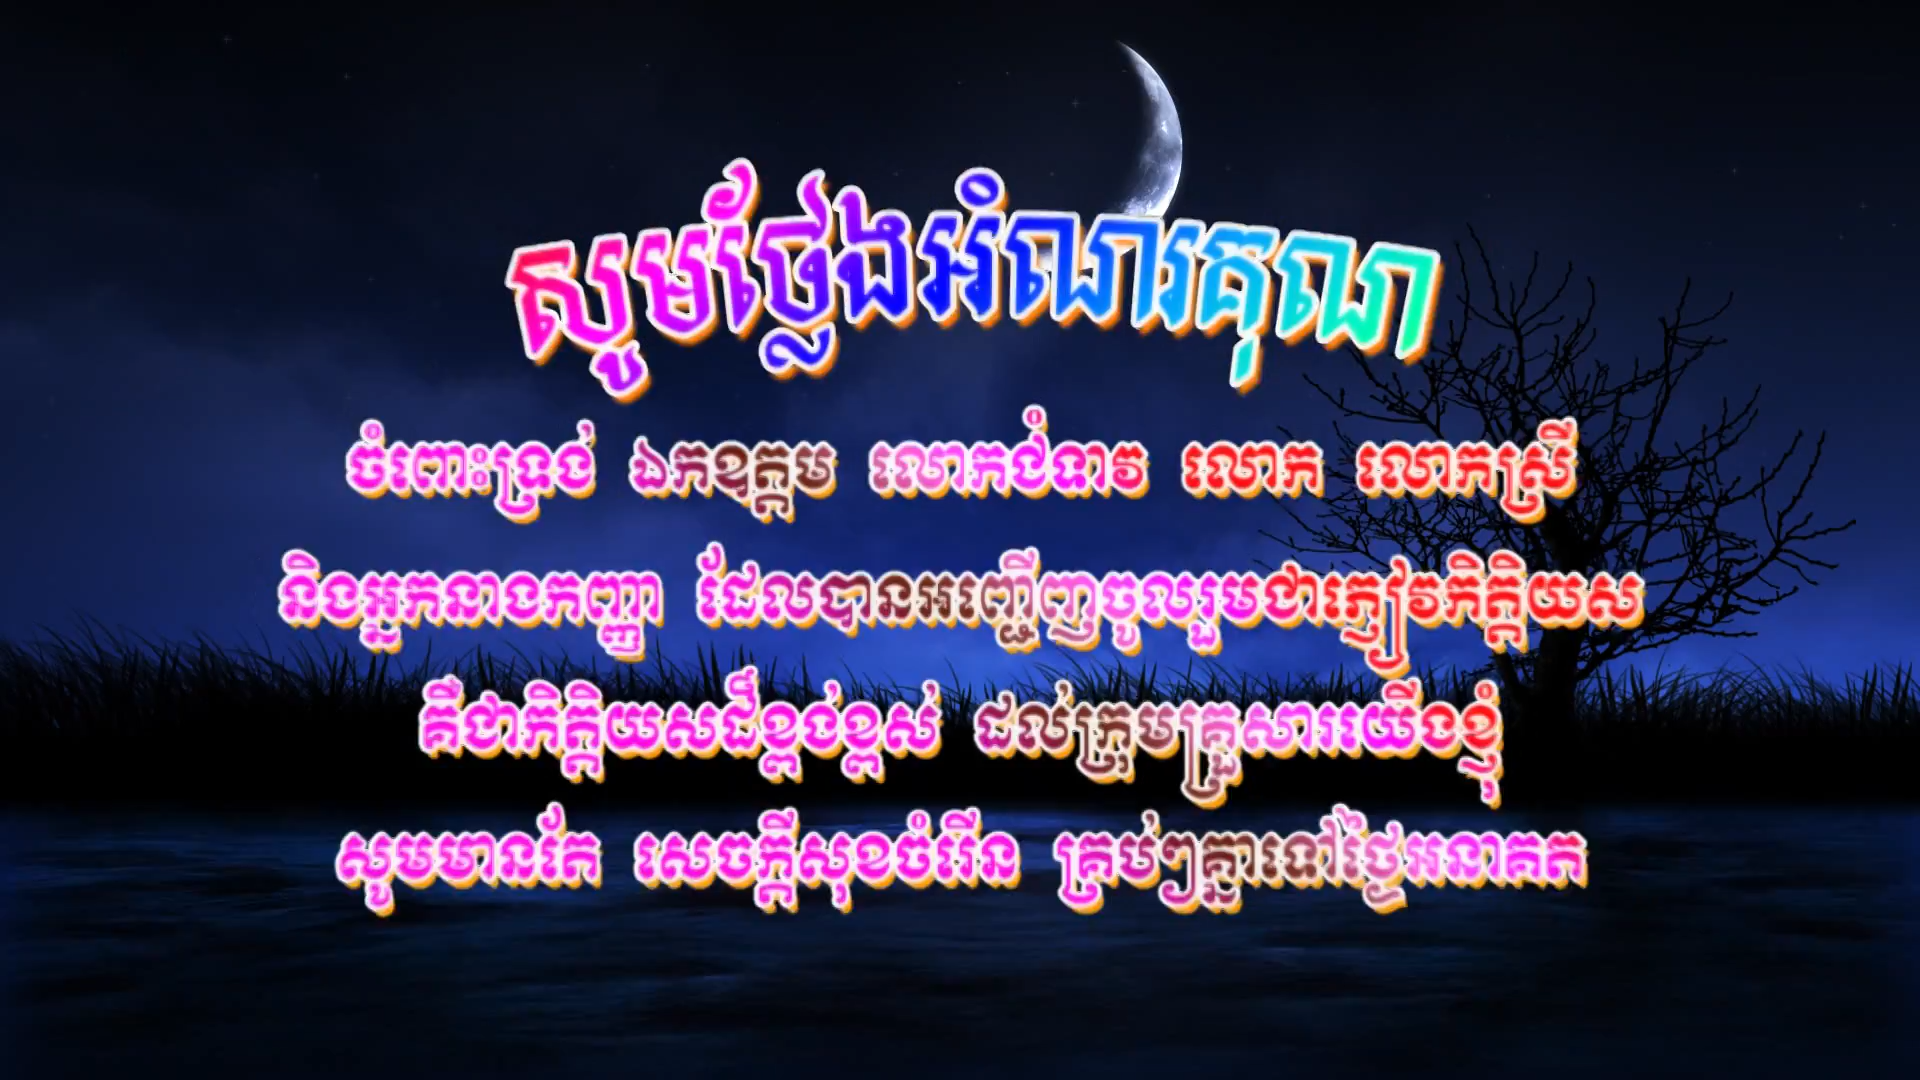 សូមថ្លែងអំណរគុណ
ចំពោះទ្រង់ ឯកឧត្តម លោកជំទាវ លោក លោកស្រី
និងអ្នកនាងកញ្ញា ដែលបានអញ្ជើញចូលរួមជាភ្ញៀវកិត្តិយស
គឺជាកិត្តិយសដ៏ខ្ពង់ខ្ពស់ ដល់ក្រុមគ្រួសារយើងខ្ញុំ
សូមមានតែ សេចក្តីសុខចំរើន គ្រប់ៗគ្នាទៅថ្ងៃអនាគត